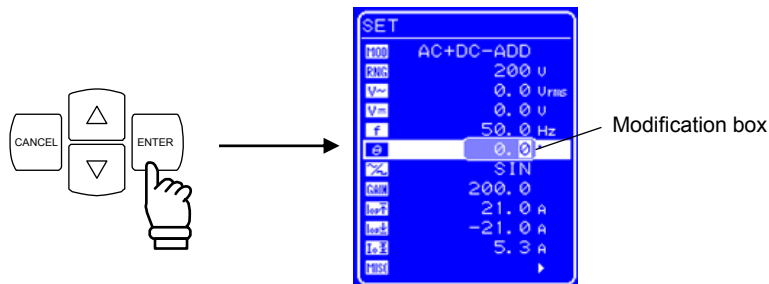 SET
MOD AC+DC-ADD
RNG 200 V
V~ 0.0 Vrms
V= 0.0 V
f 50.0 Hz
θ 0.0 °
SIN
GAIN 200.0
21.0 A
-21.0 A
5.3 A
MISC ▶
CANCEL
△
▽
ENTER
Modification box